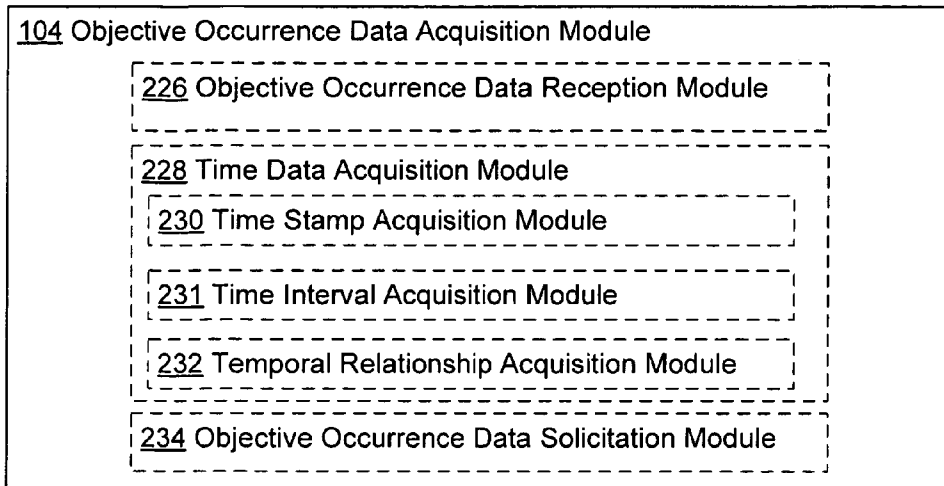 104 Objective Occurrence Data Acquisition Module
226 Objective Occurrence Data Reception Module
228 Time Data Acquisition Module
230 Time Stamp Acquisition Module
231 Time Interval Acquisition Module
232 Temporal Relationship Acquisition Module
234 Objective Occurrence Data Solicitation Module